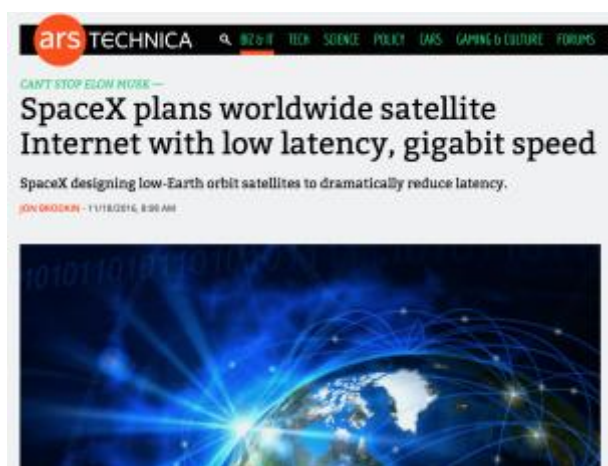 ars TECHNICA BIZ & IT TECH SCIENCE POLICY CARS GAMING & CULTURE FORUMS
CAN'T STOP ELON MUSK —
SpaceX plans worldwide satellite
Internet with low latency, gigabit speed
SpaceX designing low-Earth orbit satellites to dramatically reduce latency.
JON BRODKIN - 11/18/2016, AM